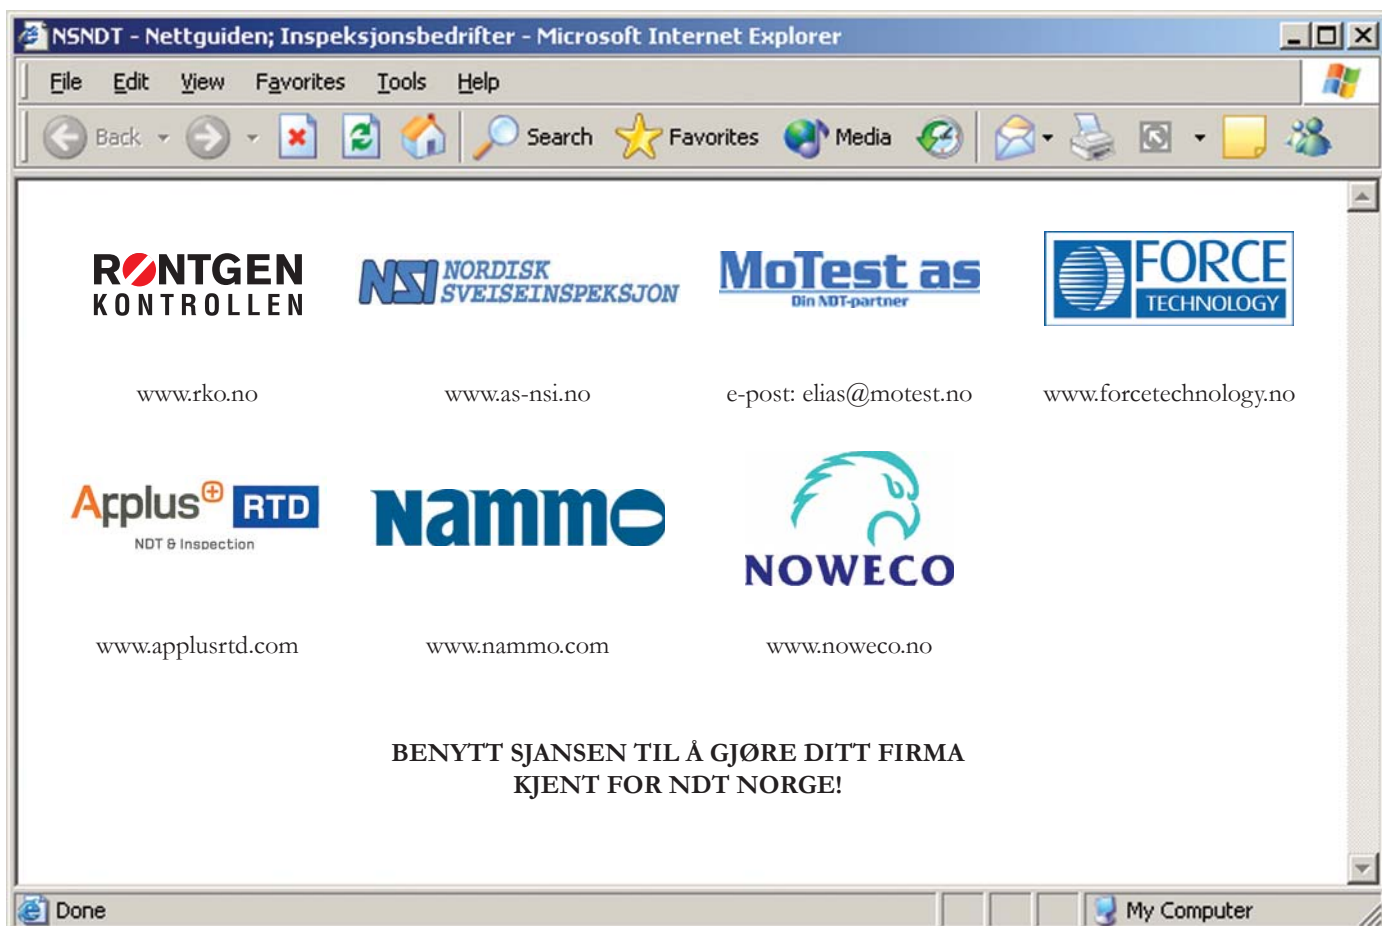 NSNDT - Nettguiden; Inspeksjonsbedrifter - Microsoft Internet Explorer
File Edit View Favorites Tools Help
Back Search Favorites Media
RØNTGEN
KONTROLLEN
NSI NORDISK
SVEISEINSPEKSJON
MoTest as
Din NDT-partner
FORCE
TECHNOLOGY
www.rko.no
www.as-nsi.no
e-post: elias@motest.no
www.forcetechnology.no
Applus+ RTD
NDT & Inspection
Nammo
NOWECO
www.applusrtd.com
www.nammo.com
www.noweco.no
BENYTT SJANSEN TIL Å GJØRE DITT FIRMA
KJENT FOR NDT NORGE!
Done My Computer